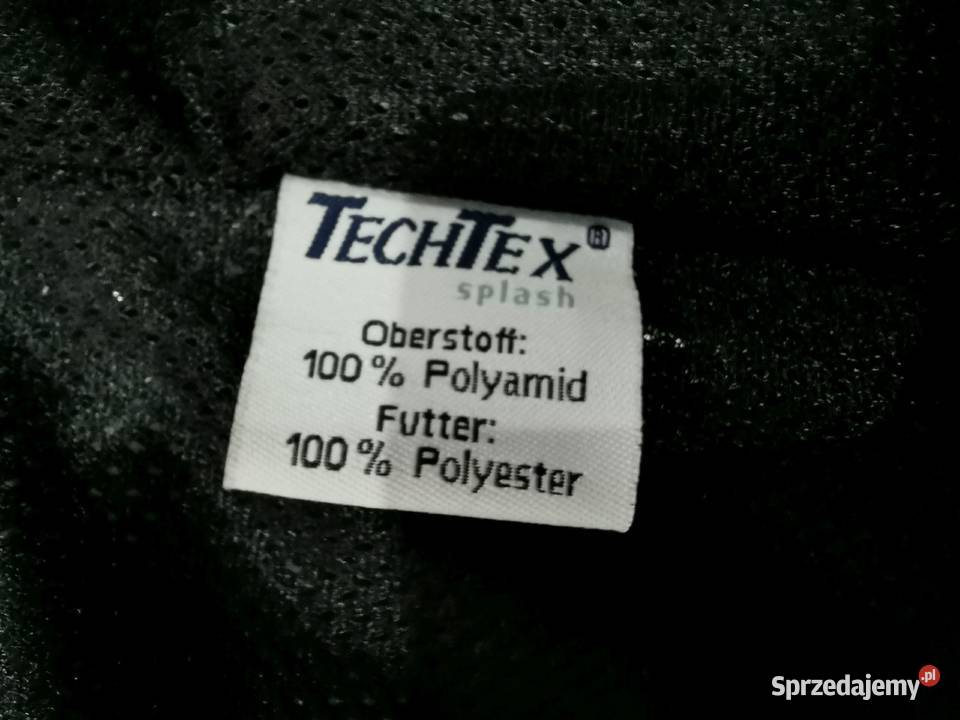 TECHTEX®
splash
Oberstoff:
100% Polyamid
Futter:
100% Polyester
Sprzedajemy.pl